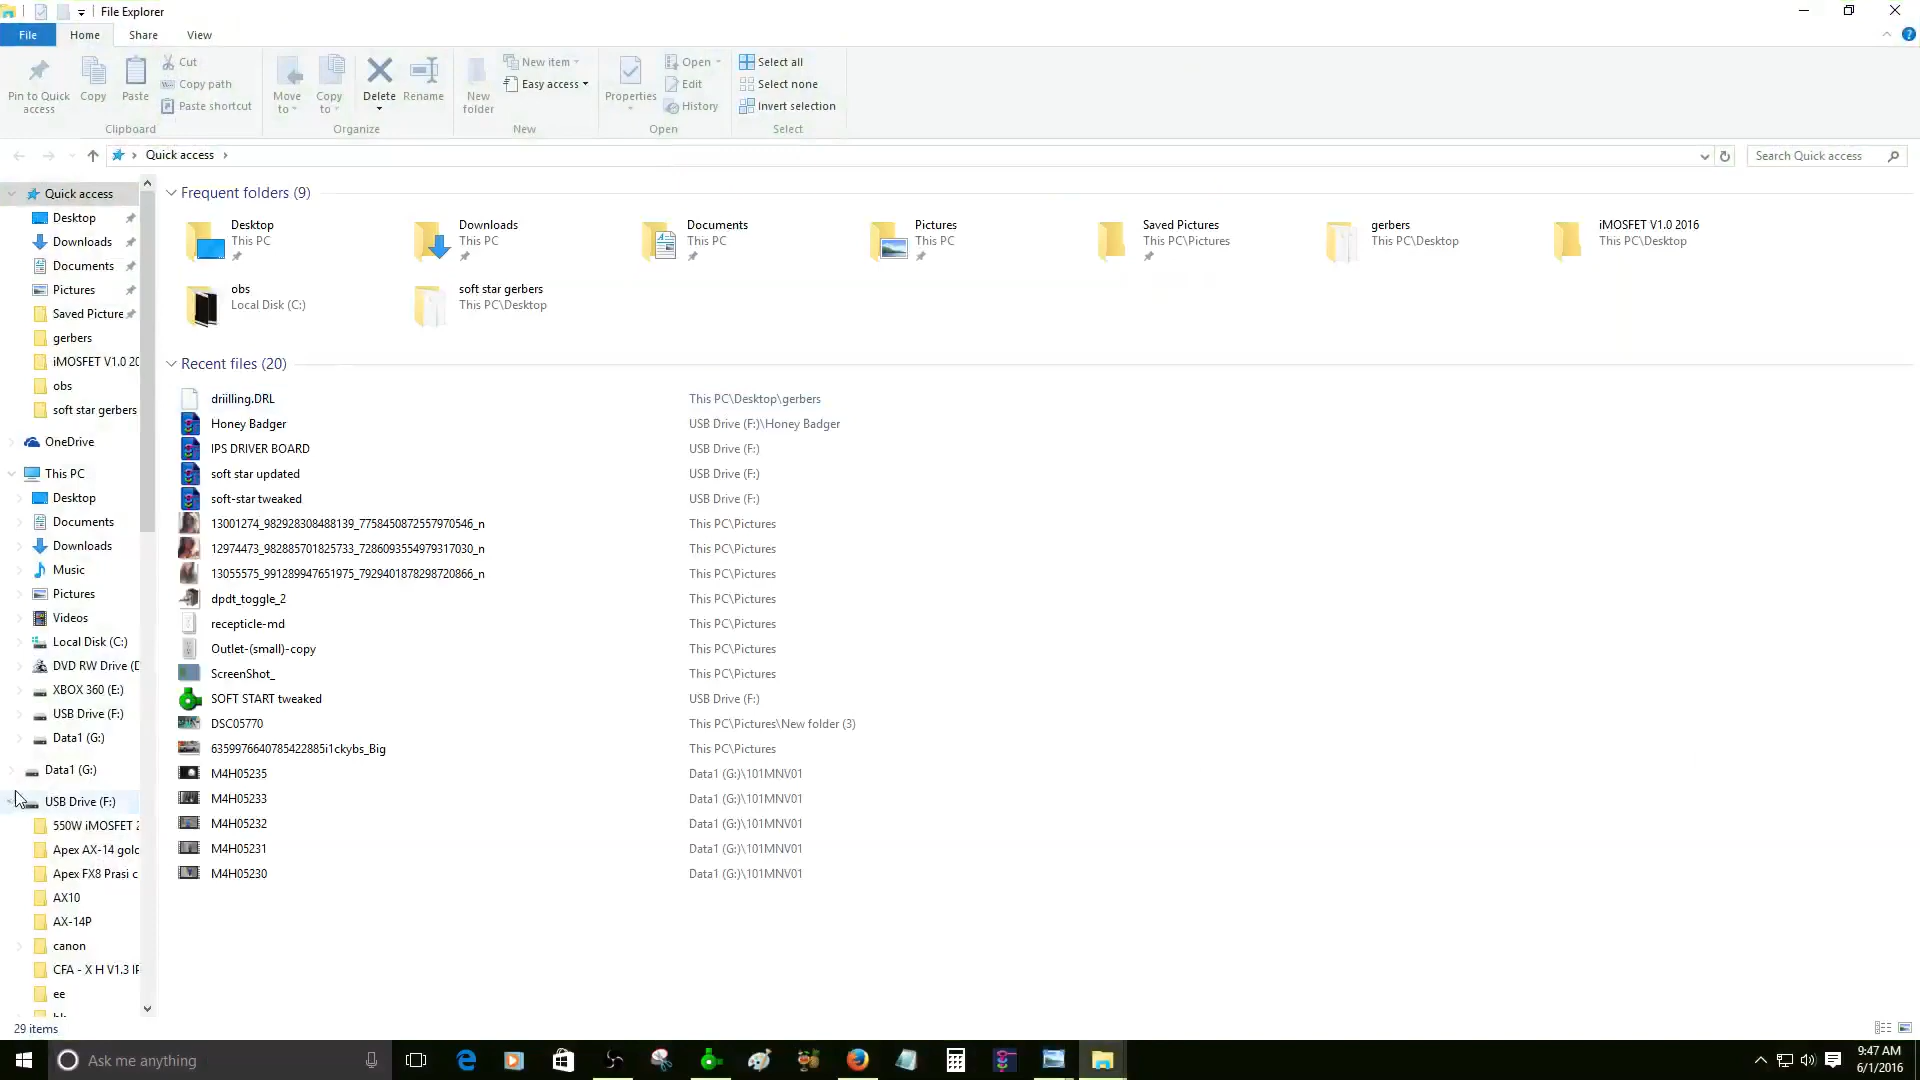 File Explorer
File
Home
Share
View
Pin to Quick access
Copy
Paste
Cut
Copy path
Paste shortcut
Clipboard
Move to
Copy to
Delete
Rename
Organize
New folder
New item
Easy access
New
Properties
Open
Edit
History
Open
Select all
Select none
Invert selection
Select
Quick access
Search Quick access
Quick access
Desktop
Downloads
Documents
Pictures
Saved Picture
gerbers
iMOSFET V1.0 20
obs
soft star gerbers
OneDrive
This PC
Desktop
Documents
Downloads
Music
Pictures
Videos
Local Disk (C:)
DVD RW Drive (D
XBOX 360 (E:)
USB Drive (F:)
Data1 (G:)
Data1 (G:)
USB Drive (F:)
550W iMOSFET 2
Apex AX-14 golc
Apex FX8 Prasi c
AX10
AX-14P
canon
CFA - X H V1.3 IF
ee
Frequent folders (9)
Desktop
This PC
Downloads
This PC
Documents
This PC
Pictures
This PC
Saved Pictures
This PC\Pictures
gerbers
This PC\Desktop
iMOSFET V1.0 2016
This PC\Desktop
obs
Local Disk (C:)
soft star gerbers
This PC\Desktop
Recent files (20)
driilling.DRL This PC\Desktop\gerbers
Honey Badger USB Drive (F:)\Honey Badger
IPS DRIVER BOARD USB Drive (F:)
soft star updated USB Drive (F:)
soft-star tweaked USB Drive (F:)
13001274_982928308488139_7758450872557970546_n This PC\Pictures
12974473_982885701825733_7286093554979317030_n This PC\Pictures
13055575_991289947651975_7929401878298720866_n This PC\Pictures
dpdt_toggle_2 This PC\Pictures
recepticle-md This PC\Pictures
Outlet-(small)-copy This PC\Pictures
ScreenShot_ This PC\Pictures
SOFT START tweaked USB Drive (F:)
DSC05770 This PC\Pictures\New folder (3)
6359976640785422885i1ckybs_Big This PC\Pictures
M4H05235 Data1 (G:)\101MNV01
M4H05233 Data1 (G:)\101MNV01
M4H05232 Data1 (G:)\101MNV01
M4H05231 Data1 (G:)\101MNV01
M4H05230 Data1 (G:)\101MNV01
29 items
Ask me anything
9:47 AM
6/1/2016